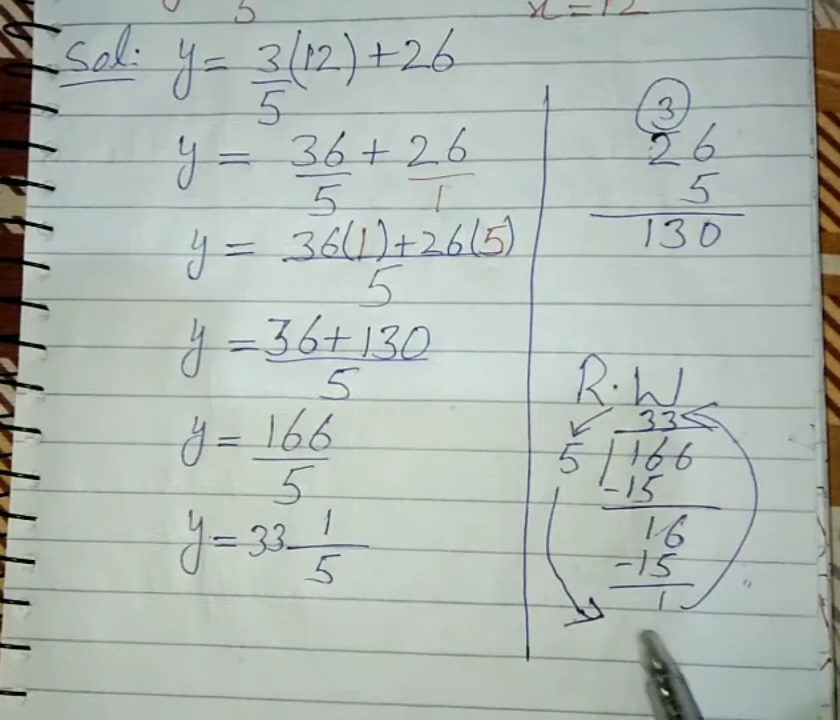 5
x=12
Sol: y= 3/5(12)+26
y= 36/5 + 26/1
y= 36(1)+26(5)/5
y= 36+130/5
y= 166/5
y=33 1/5
3
26
5
130
R.W
33
5 166
-15
16
-15
1